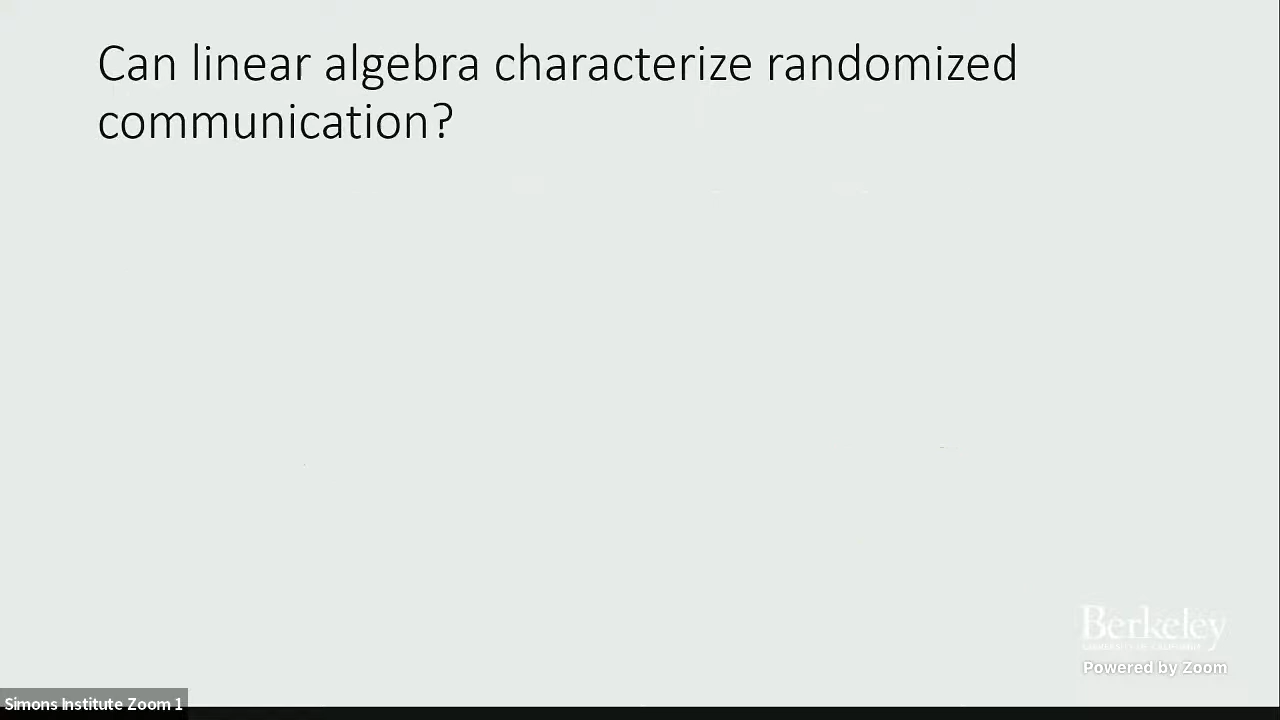 Can linear algebra characterize randomized
communication?
Berkeley
Powered by Zoom
Simons Institute Zoom 1